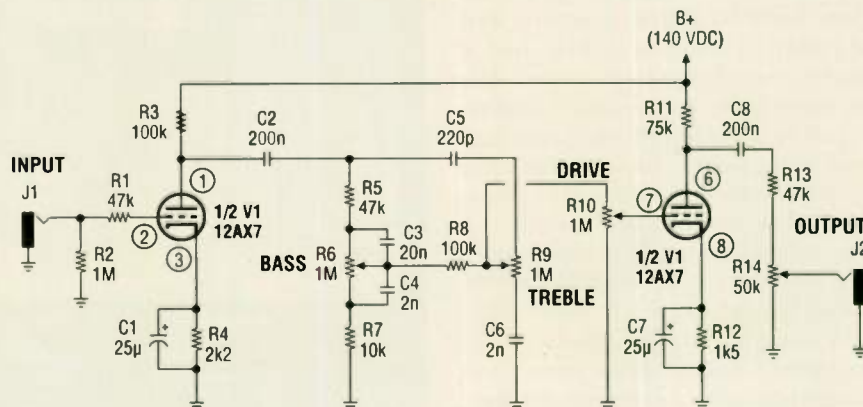 B+
(140 VDC)
R3
100k
C2
200n
C5
220p
R11
75k
C8
200n
INPUT
J1
R1
47k
R2
1M
1
2
3
1/2 V1
12AX7
C1
25µ
R4
2k2
BASS
R5
47k
R6
1M
R7
10k
C3
20n
C4
2n
R8
100k
R9
1M
TREBLE
C6
2n
DRIVE
R10
1M
7
6
8
1/2 V1
12AX7
C7
25µ
R12
1k5
R13
47k
R14
50k
OUTPUT
J2